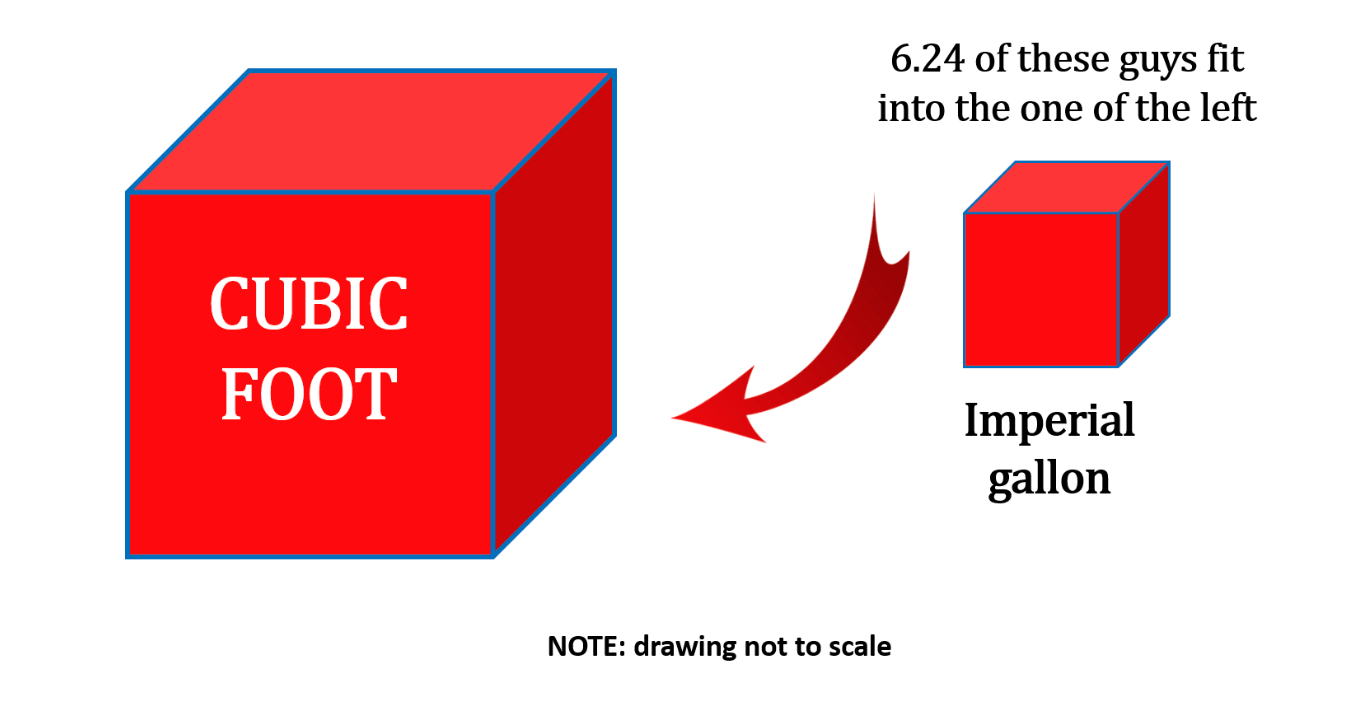 6.24 of these guys fit
into the one of the left
CUBIC
FOOT
Imperial
gallon
NOTE: drawing not to scale